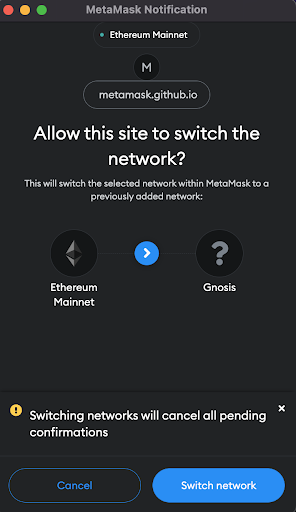 MetaMask Notification
Ethereum Mainnet
M
metamask.github.io
Allow this site to switch the
network?
This will switch the selected network within MetaMask to a
previously added network:
?
Ethereum
Mainnet
Gnosis
Switching networks will cancel all pending
confirmations
Cancel
Switch network